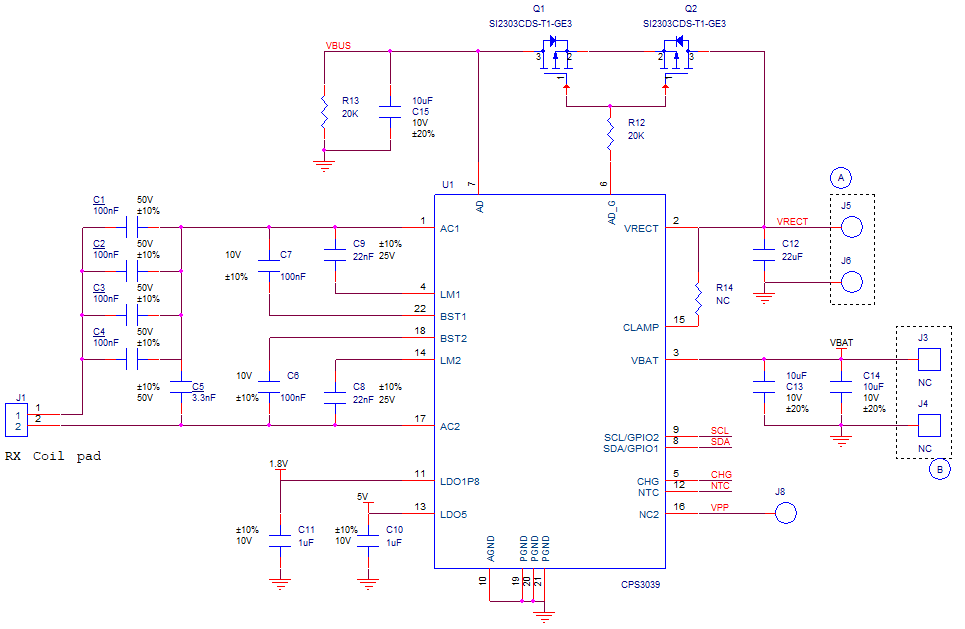 Q1
Q2
SI2303CDS-T1-GE3
SI2303CDS-T1-GE3
VBUS
3
2
2
3
1
1
R13
20K
10uF
C15
10V
±20%
R12
20K
U1
7
6
AD
AD_G
A
J5
C1
100nF
50V
±10%
C2
100nF
50V
±10%
C3
100nF
50V
±10%
C4
100nF
50V
±10%
±10%
50V
C5
3.3nF
10V
±10%
C7
100nF
C9
22nF
±10%
25V
1
AC1
4
LM1
22
BST1
18
BST2
14
LM2
17
AC2
10V
±10%
C6
100nF
C8
22nF
±10%
25V
2
VRECT
VRECT
C12
22uF
J6
R14
NC
15
CLAMP
3
VBAT
VBAT
10uF
C13
10V
±20%
C14
10uF
10V
±20%
J3
NC
J4
NC
B
J1
1
2
1
2
RX Coil pad
9
SCL/GPIO2
SCL
8
SDA/GPIO1
SDA
5
CHG
CHG
12
NTC
NTC
16
NC2
VPP
J8
1.8V
11
LDO1P8
5V
13
LDO5
±10%
10V
C11
1uF
±10%
10V
C10
1uF
AGND
PGND
PGND
PGND
10
19
20
21
CPS3039